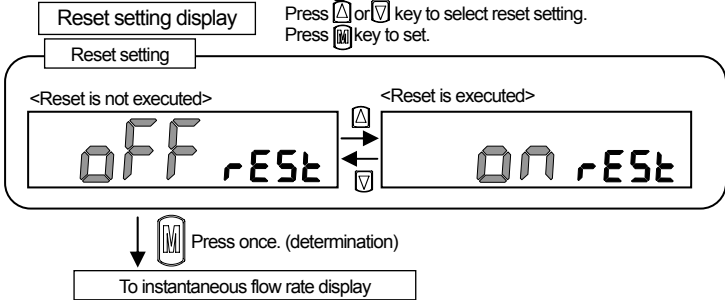 Reset setting display
Press △ or ▽ key to select reset setting.
Press M key to set.
Reset setting
<Reset is not executed>
<Reset is executed>
oFF rESt
△
▽
on rESt
M Press once. (determination)
To instantaneous flow rate display